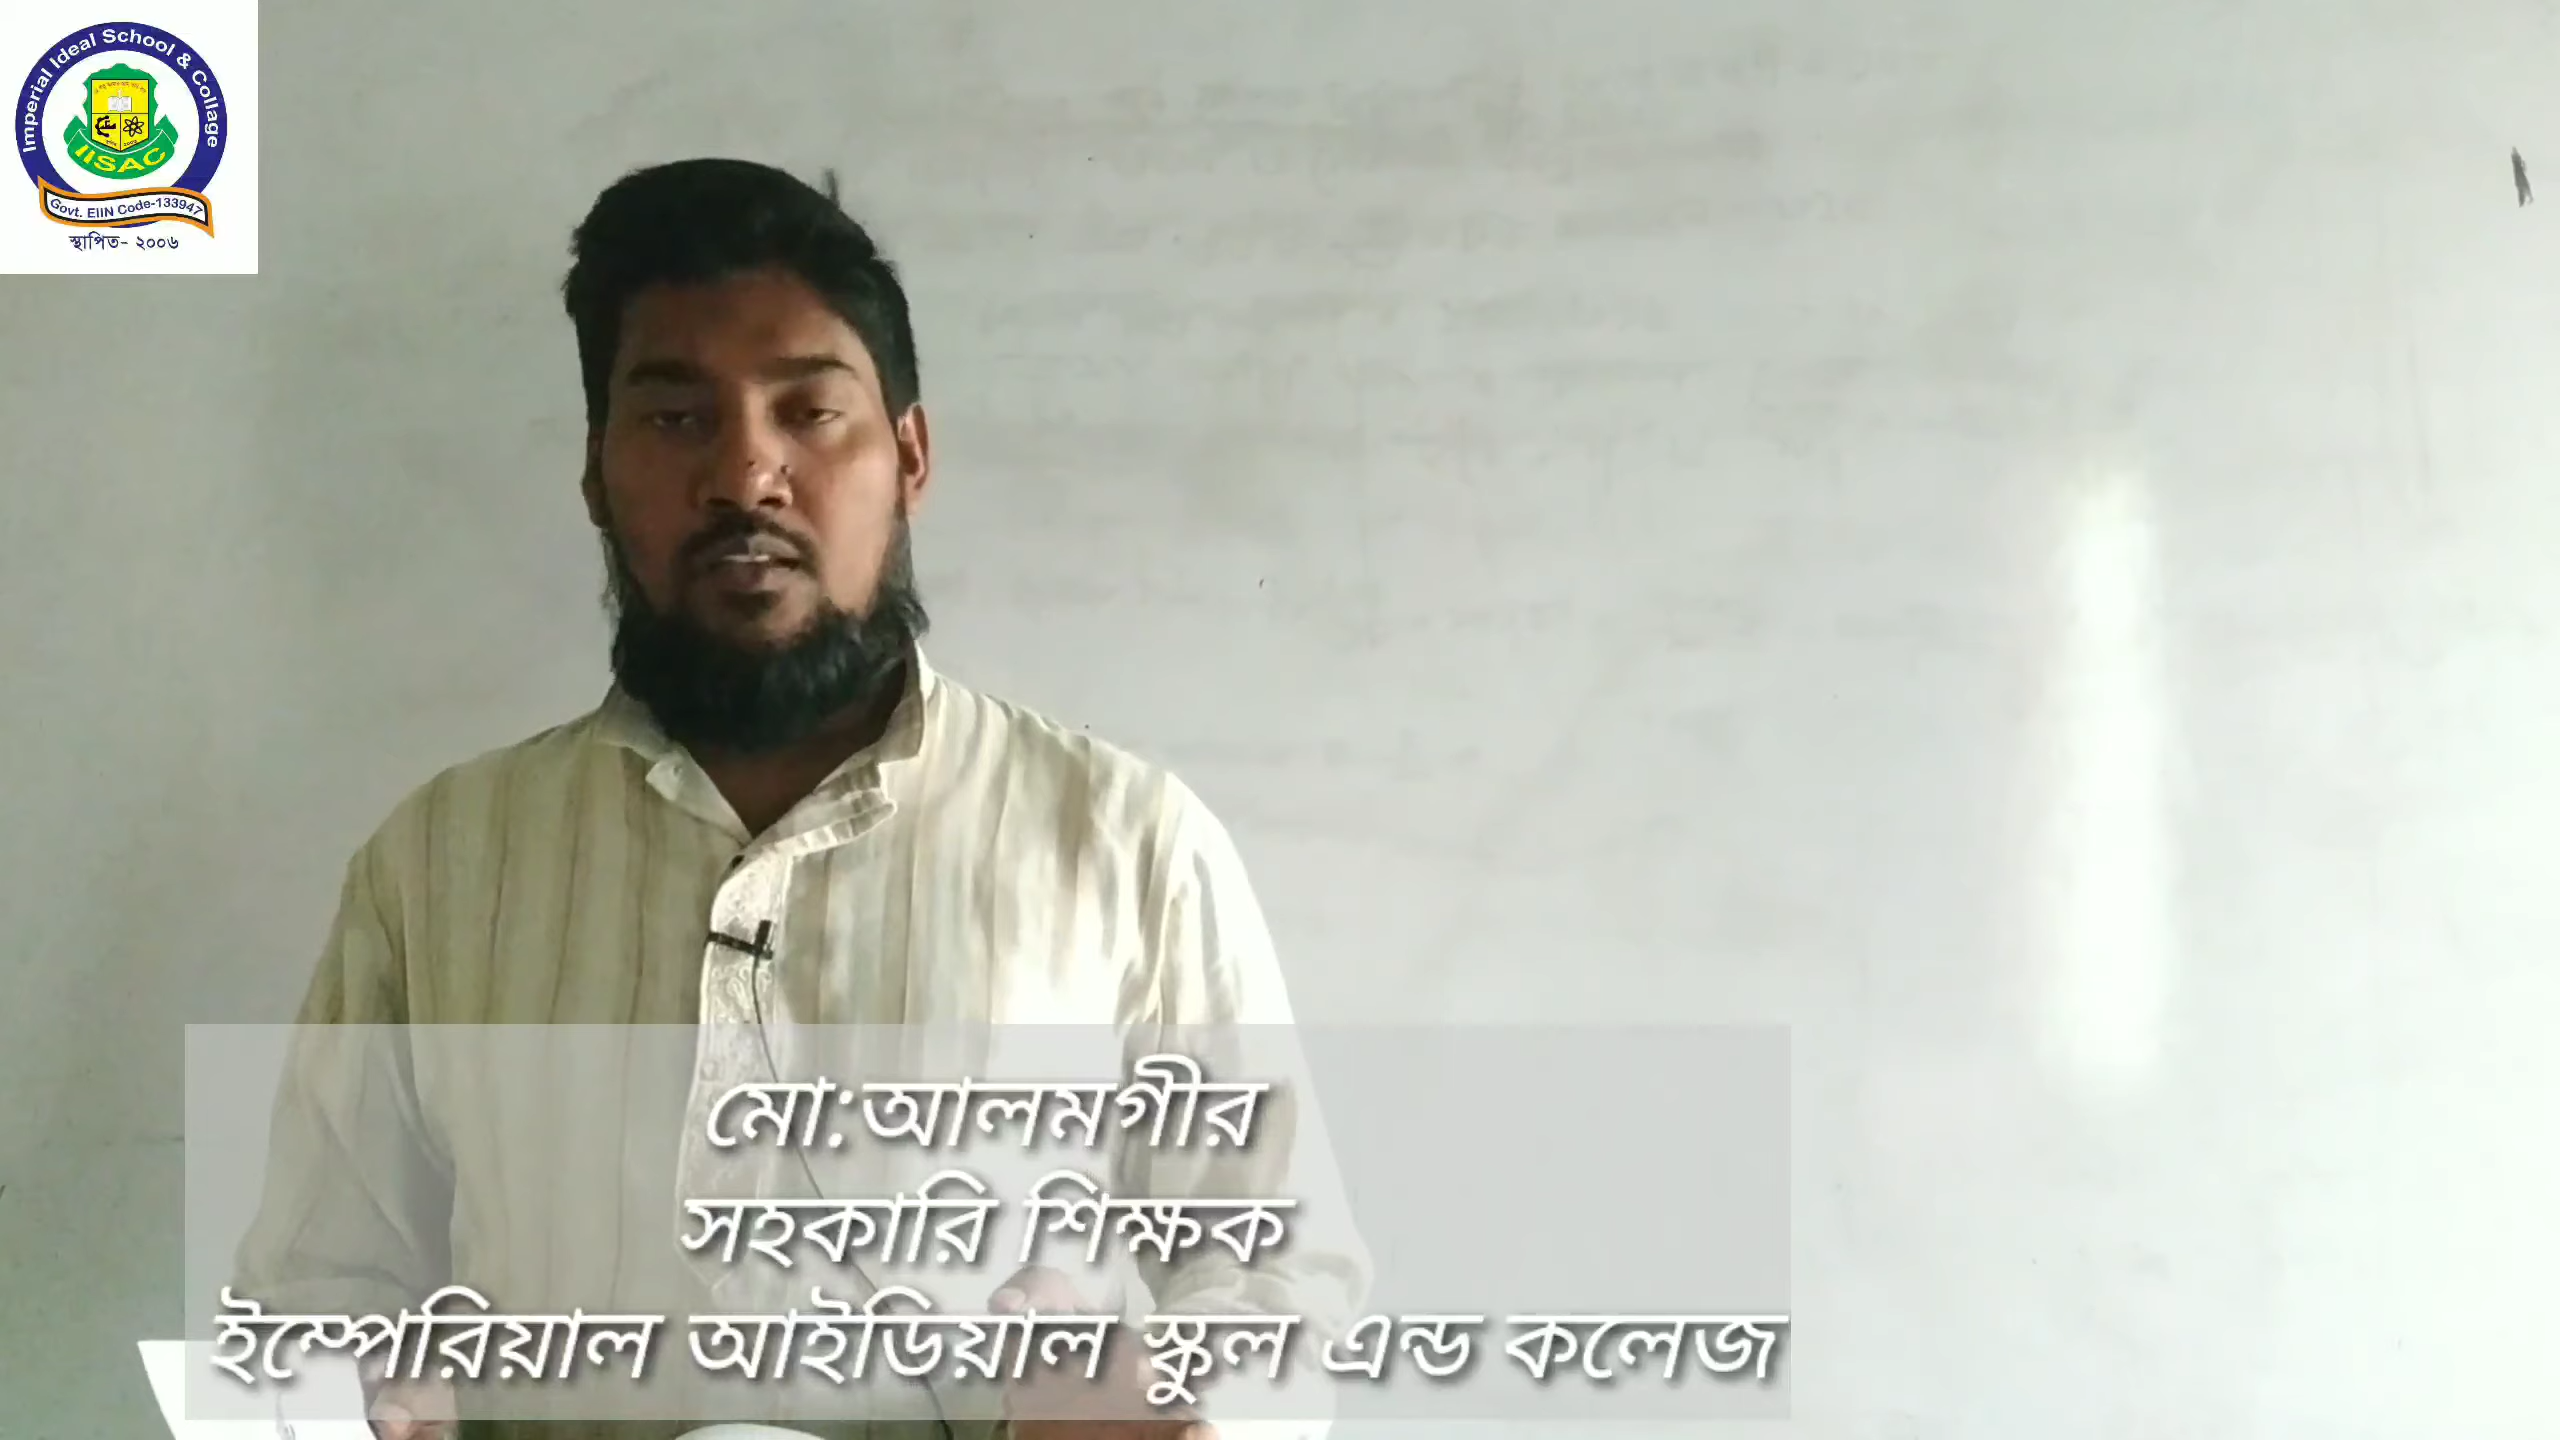 Imperial Ideal School & Collage
IISAC
Govt. EIIN Code-133947
স্থাপিত- ২০০৬
মো:আলমগীর
সহকারি শিক্ষক
ইম্পেরিয়াল আইডিয়াল স্কুল এন্ড কলেজ